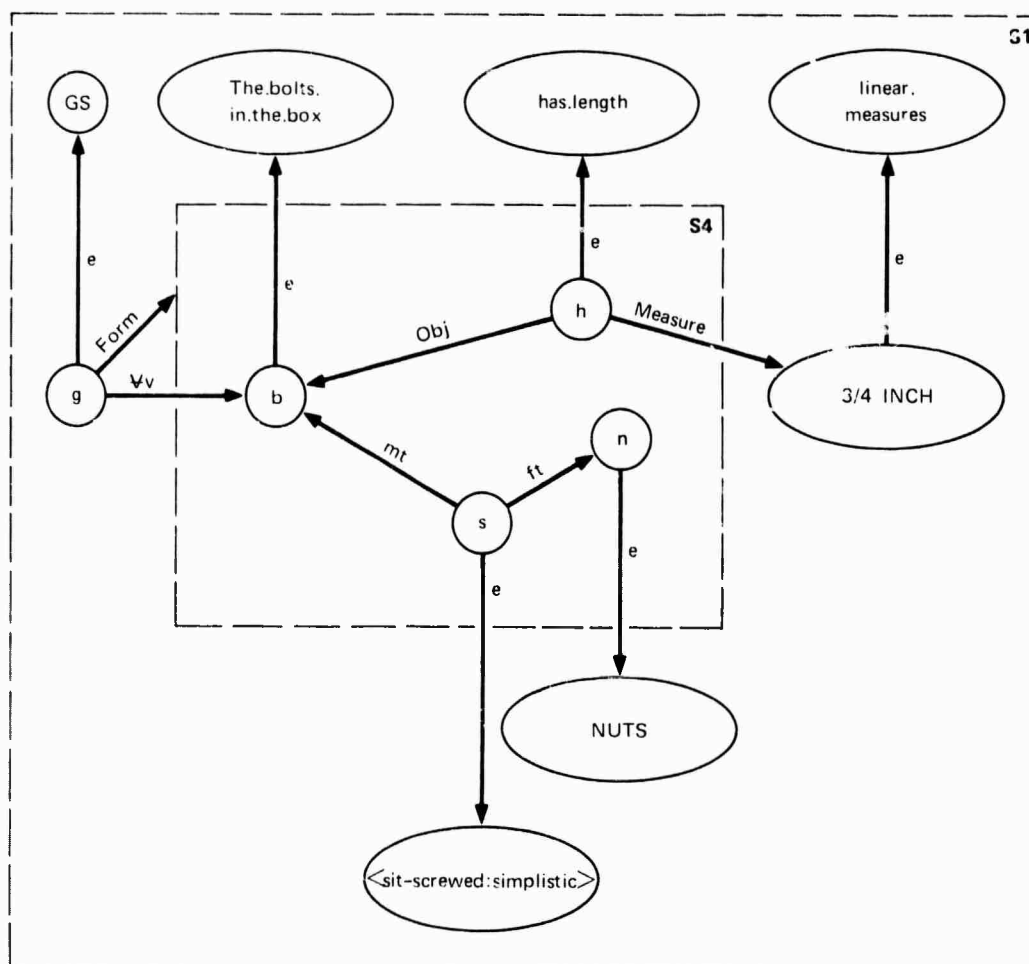 S1
GS
The.bolts.
in.the.box
has.length
linear.
measures
S4
e
e
e
e
Form
∀v
g
b
Obj
h
Measure
3/4 INCH
mt
ft
n
s
e
e
NUTS
<sit-screwed:simplistic>